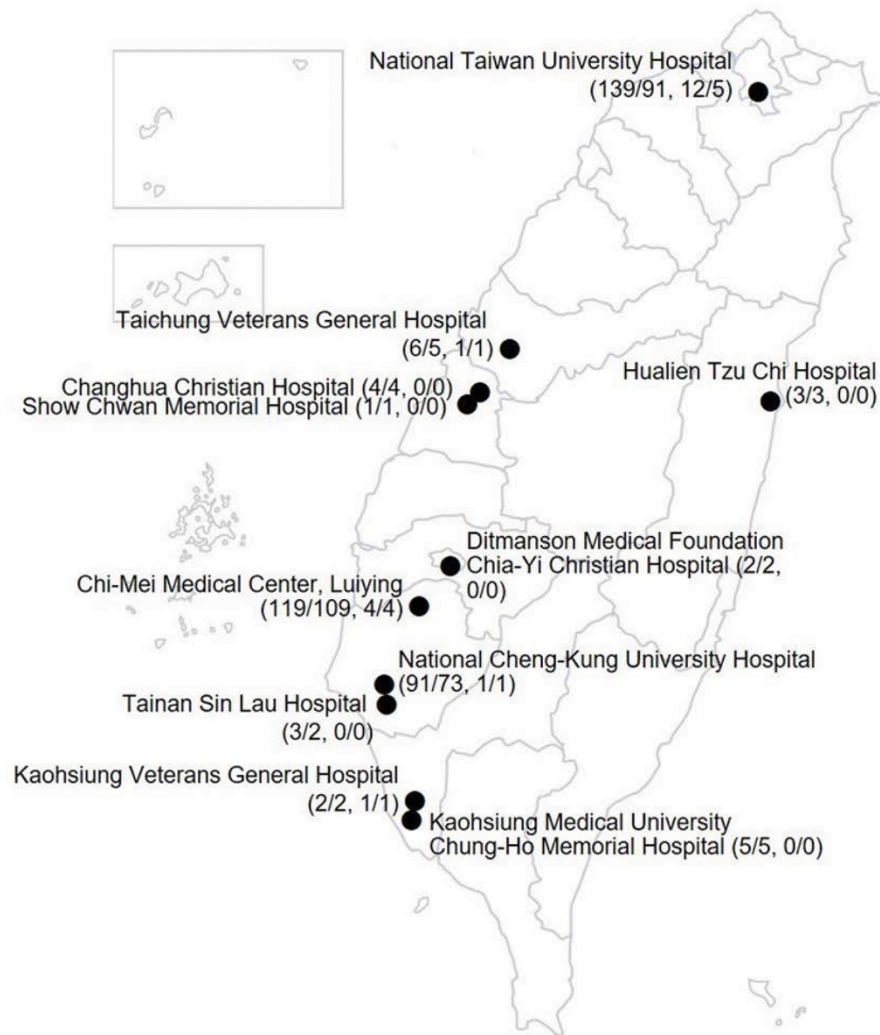 National Taiwan University Hospital
(139/91, 12/5)
Taichung Veterans General Hospital
(6/5, 1/1)
Changhua Christian Hospital (4/4, 0/0)
Show Chwan Memorial Hospital (1/1, 0/0)
Hualien Tzu Chi Hospital
(3/3, 0/0)
Ditmanson Medical Foundation
Chia-Yi Christian Hospital (2/2,
0/0)
Chi-Mei Medical Center, Luiying
(119/109, 4/4)
National Cheng-Kung University Hospital
(91/73, 1/1)
Tainan Sin Lau Hospital
(3/2, 0/0)
Kaohsiung Veterans General Hospital
(2/2, 1/1)
Kaohsiung Medical University
Chung-Ho Memorial Hospital (5/5, 0/0)